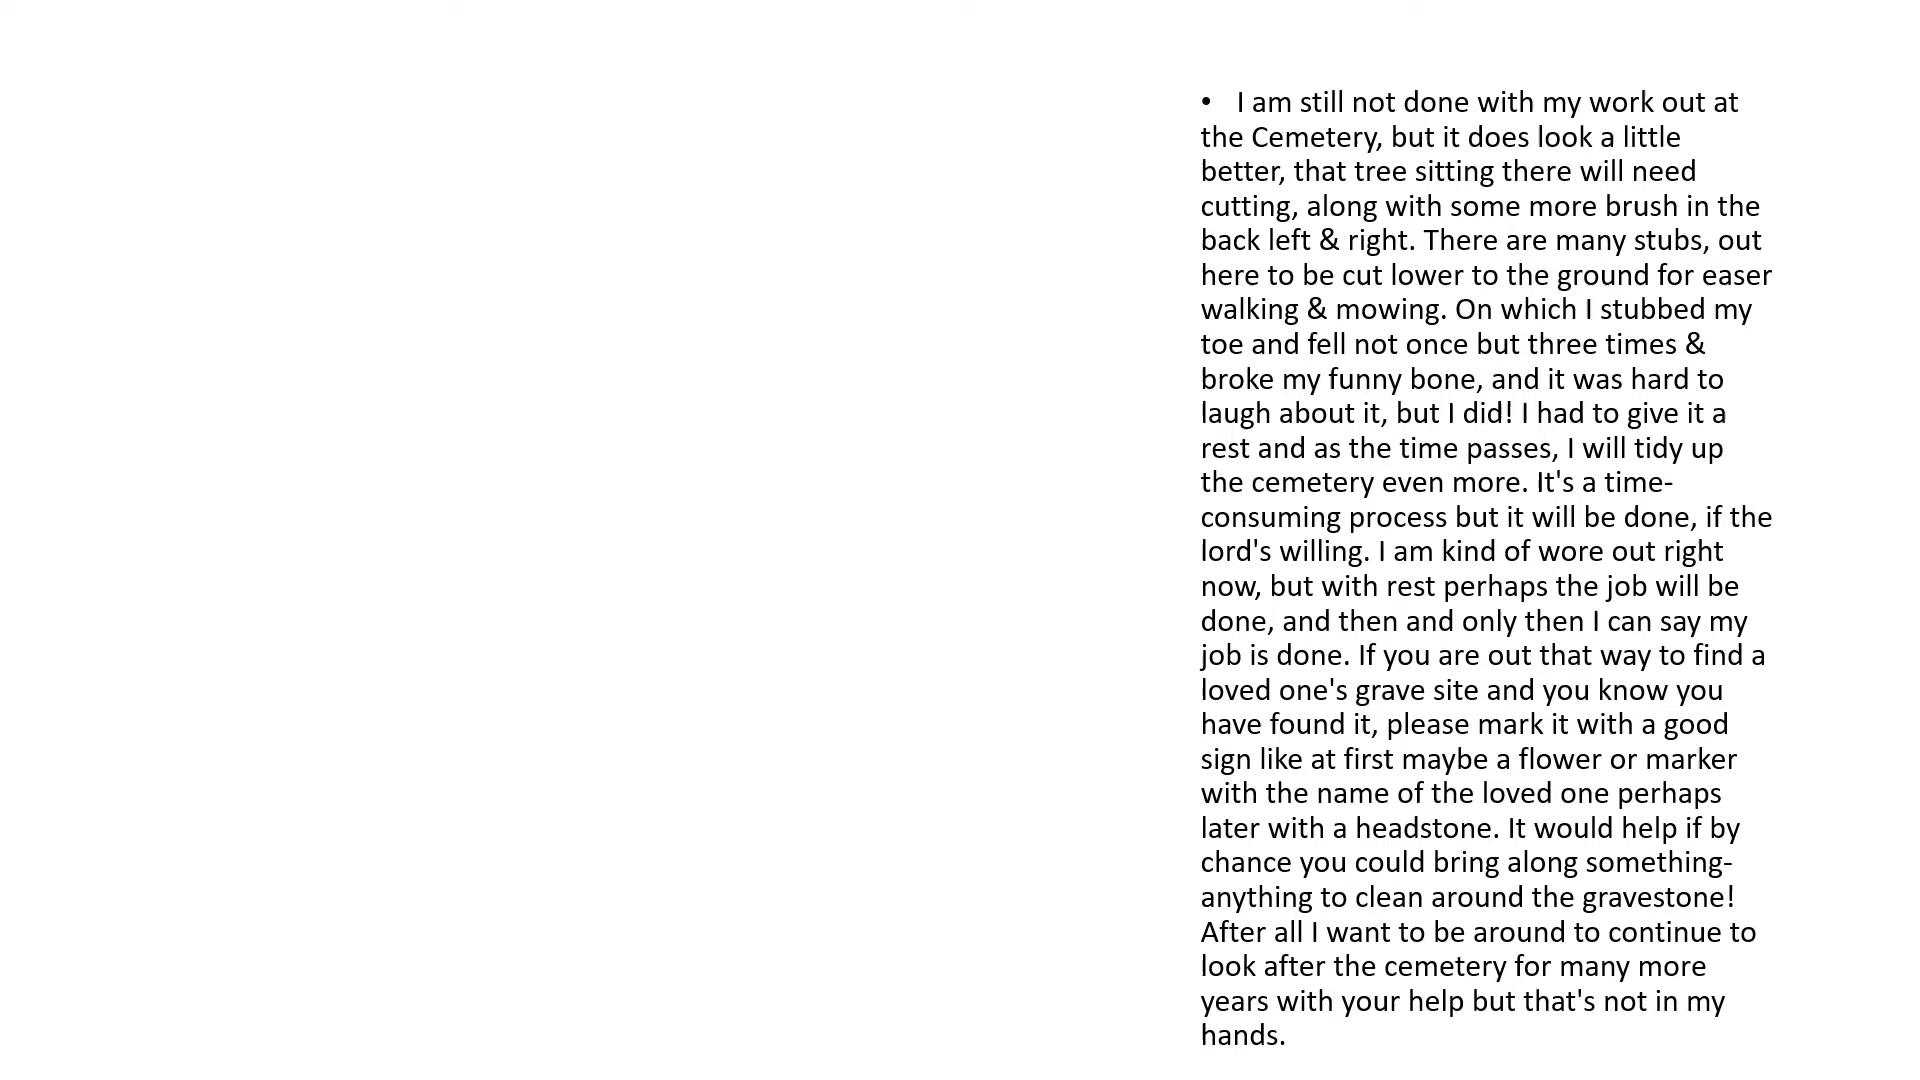 • I am still not done with my work out at
the Cemetery, but it does look a little
better, that tree sitting there will need
cutting, along with some more brush in the
back left & right. There are many stubs, out
here to be cut lower to the ground for easer
walking & mowing. On which I stubbed my
toe and fell not once but three times &
broke my funny bone, and it was hard to
laugh about it, but I did! I had to give it a
rest and as the time passes, I will tidy up
the cemetery even more. It's a time-
consuming process but it will be done, if the
lord's willing. I am kind of wore out right
now, but with rest perhaps the job will be
done, and then and only then I can say my
job is done. If you are out that way to find a
loved one's grave site and you know you
have found it, please mark it with a good
sign like at first maybe a flower or marker
with the name of the loved one perhaps
later with a headstone. It would help if by
chance you could bring along something-
anything to clean around the gravestone!
After all I want to be around to continue to
look after the cemetery for many more
years with your help but that's not in my
hands.